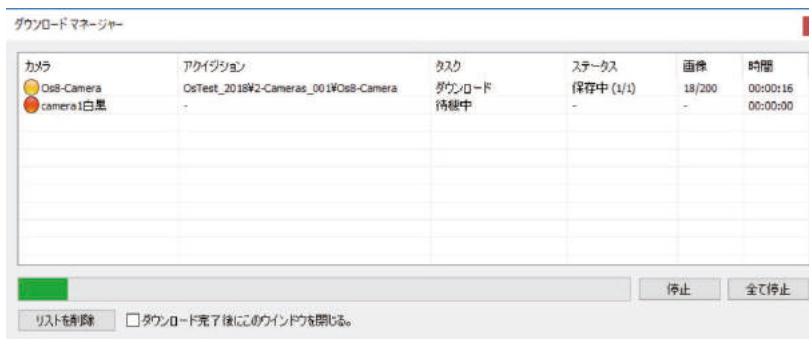 ダウンロード マネージャー
カメラ アクイジション タスク ステータス 画像 時間
Os8-Camera OsTest_2018¥2-Cameras_001¥Os8-Camera ダウンロード 保存中 (1/1) 18/200 00:00:16
camera1白黒 - 待機中 - - 00:00:00
停止 全て停止
リストを削除 ダウンロード完了後にこのウインドウを閉じる。